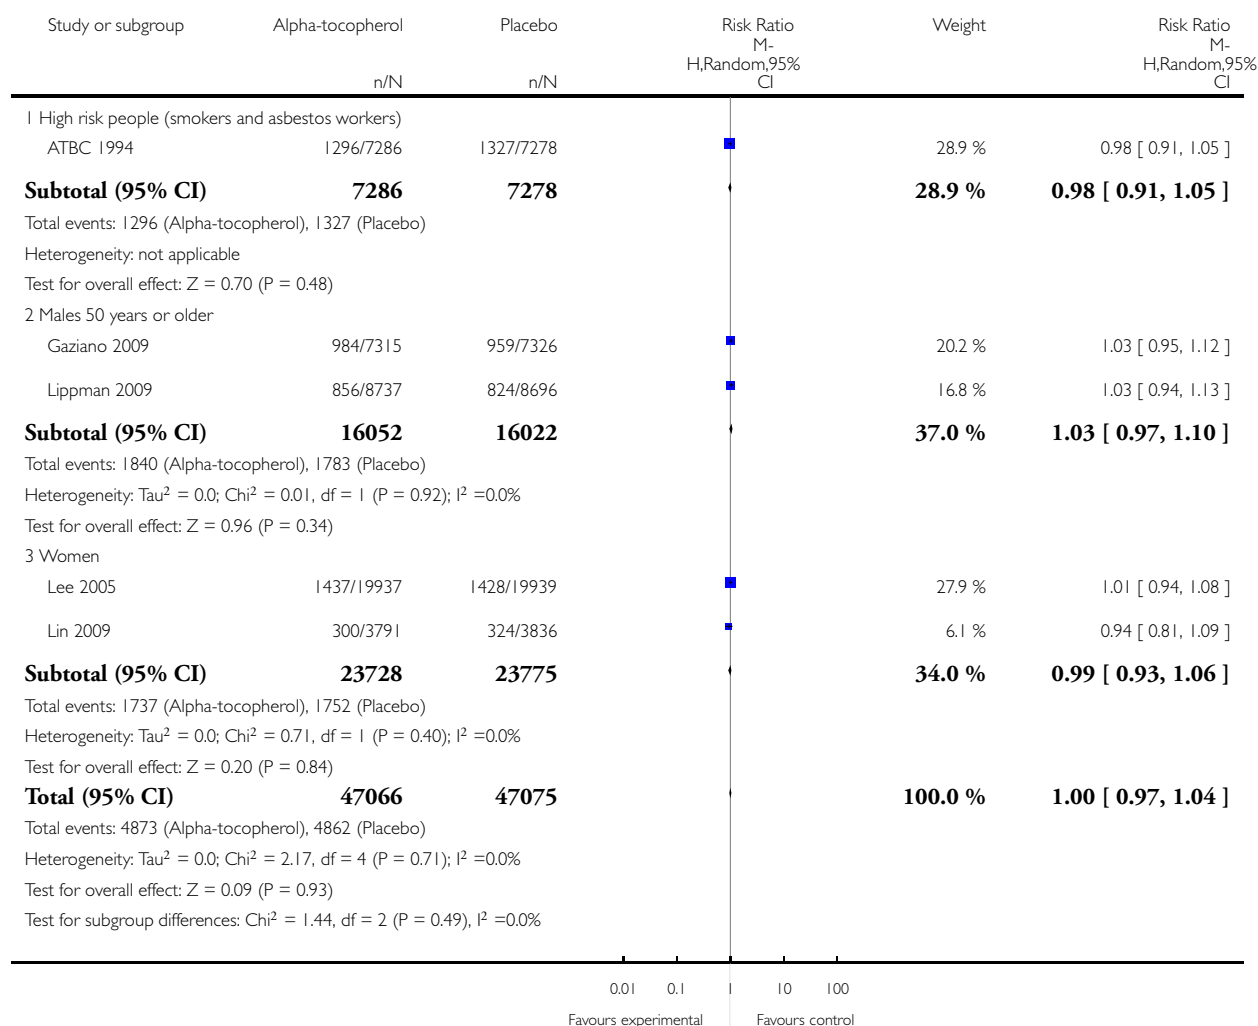 Study or subgroup Alpha-tocopherol Placebo Risk Ratio Weight Risk Ratio
M- M-
H,Random,95% H,Random,95%
n/N n/N CI CI
1 High risk people (smokers and asbestos workers)
ATBC 1994 1296/7286 1327/7278 28.9 % 0.98 [ 0.91, 1.05 ]
Subtotal (95% CI) 7286 7278 28.9 % 0.98 [ 0.91, 1.05 ]
Total events: 1296 (Alpha-tocopherol), 1327 (Placebo)
Heterogeneity: not applicable
Test for overall effect: Z = 0.70 (P = 0.48)
2 Males 50 years or older
Gaziano 2009 984/7315 959/7326 20.2 % 1.03 [ 0.95, 1.12 ]
Lippman 2009 856/8737 824/8696 16.8 % 1.03 [ 0.94, 1.13 ]
Subtotal (95% CI) 16052 16022 37.0 % 1.03 [ 0.97, 1.10 ]
Total events: 1840 (Alpha-tocopherol), 1783 (Placebo)
Heterogeneity: Tau² = 0.0; Chi² = 0.01, df = 1 (P = 0.92); I² =0.0%
Test for overall effect: Z = 0.96 (P = 0.34)
3 Women
Lee 2005 1437/19937 1428/19939 27.9 % 1.01 [ 0.94, 1.08 ]
Lin 2009 300/3791 324/3836 6.1 % 0.94 [ 0.81, 1.09 ]
Subtotal (95% CI) 23728 23775 34.0 % 0.99 [ 0.93, 1.06 ]
Total events: 1737 (Alpha-tocopherol), 1752 (Placebo)
Heterogeneity: Tau² = 0.0; Chi² = 0.71, df = 1 (P = 0.40); I² =0.0%
Test for overall effect: Z = 0.20 (P = 0.84)
Total (95% CI) 47066 47075 100.0 % 1.00 [ 0.97, 1.04 ]
Total events: 4873 (Alpha-tocopherol), 4862 (Placebo)
Heterogeneity: Tau² = 0.0; Chi² = 2.17, df = 4 (P = 0.71); I² =0.0%
Test for overall effect: Z = 0.09 (P = 0.93)
Test for subgroup differences: Chi² = 1.44, df = 2 (P = 0.49), I² =0.0%
0.01 0.1 1 10 100
Favours experimental Favours control